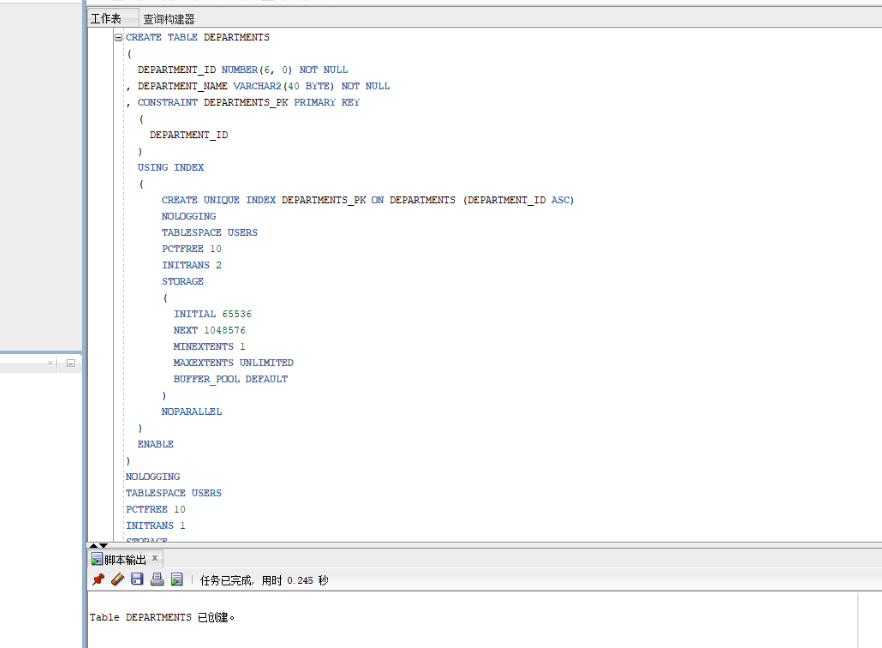 工作表 查询构建器
CREATE TABLE DEPARTMENTS
(
DEPARTMENT_ID NUMBER(6, 0) NOT NULL
, DEPARTMENT_NAME VARCHAR2(40 BYTE) NOT NULL
, CONSTRAINT DEPARTMENTS_PK PRIMARY KEY
(
DEPARTMENT_ID
)
USING INDEX
(
CREATE UNIQUE INDEX DEPARTMENTS_PK ON DEPARTMENTS (DEPARTMENT_ID ASC)
NOLOGGING
TABLESPACE USERS
PCTFREE 10
INITRANS 2
STORAGE
(
INITIAL 65536
NEXT 1048576
MINEXTENTS 1
MAXEXTENTS UNLIMITED
BUFFER_POOL DEFAULT
)
NOPARALLEL
)
ENABLE
)
NOLOGGING
TABLESPACE USERS
PCTFREE 10
INITRANS 1
STORAGE
脚本输出 ×
任务已完成, 用时 0.245 秒
Table DEPARTMENTS 已创建。